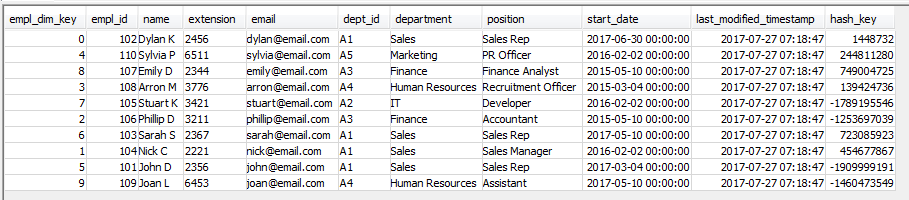 empl_dim_key empl_id name extension email dept_id department position start_date last_modified_timestamp hash_key
0 102 Dylan K 2456 dylan@email.com A1 Sales Sales Rep 2017-06-30 00:00:00 2017-07-27 07:18:47 1448732
4 110 Sylvia P 6511 sylvia@email.com A5 Marketing PR Officer 2016-02-02 00:00:00 2017-07-27 07:18:47 244811280
8 107 Emily D 2344 emily@email.com A3 Finance Finance Analyst 2015-05-10 00:00:00 2017-07-27 07:18:47 749004725
3 108 Arron M 3776 arron@email.com A4 Human Resources Recruitment Officer 2015-03-04 00:00:00 2017-07-27 07:18:47 139424736
7 105 Stuart K 3421 stuart@email.com A2 IT Developer 2016-02-02 00:00:00 2017-07-27 07:18:47 -1789195546
2 106 Phillip D 3211 phillip@email.com A3 Finance Accountant 2015-05-10 00:00:00 2017-07-27 07:18:47 -1253697039
6 103 Sarah S 2367 sarah@email.com A1 Sales Sales Rep 2017-05-10 00:00:00 2017-07-27 07:18:47 723085923
1 104 Nick C 2221 nick@email.com A1 Sales Sales Manager 2016-02-02 00:00:00 2017-07-27 07:18:47 454677867
5 101 John D 2356 john@email.com A1 Sales Sales Rep 2017-03-04 00:00:00 2017-07-27 07:18:47 -1909999191
9 109 Joan L 6453 joan@email.com A4 Human Resources Assistant 2017-05-10 00:00:00 2017-07-27 07:18:47 -1460473549